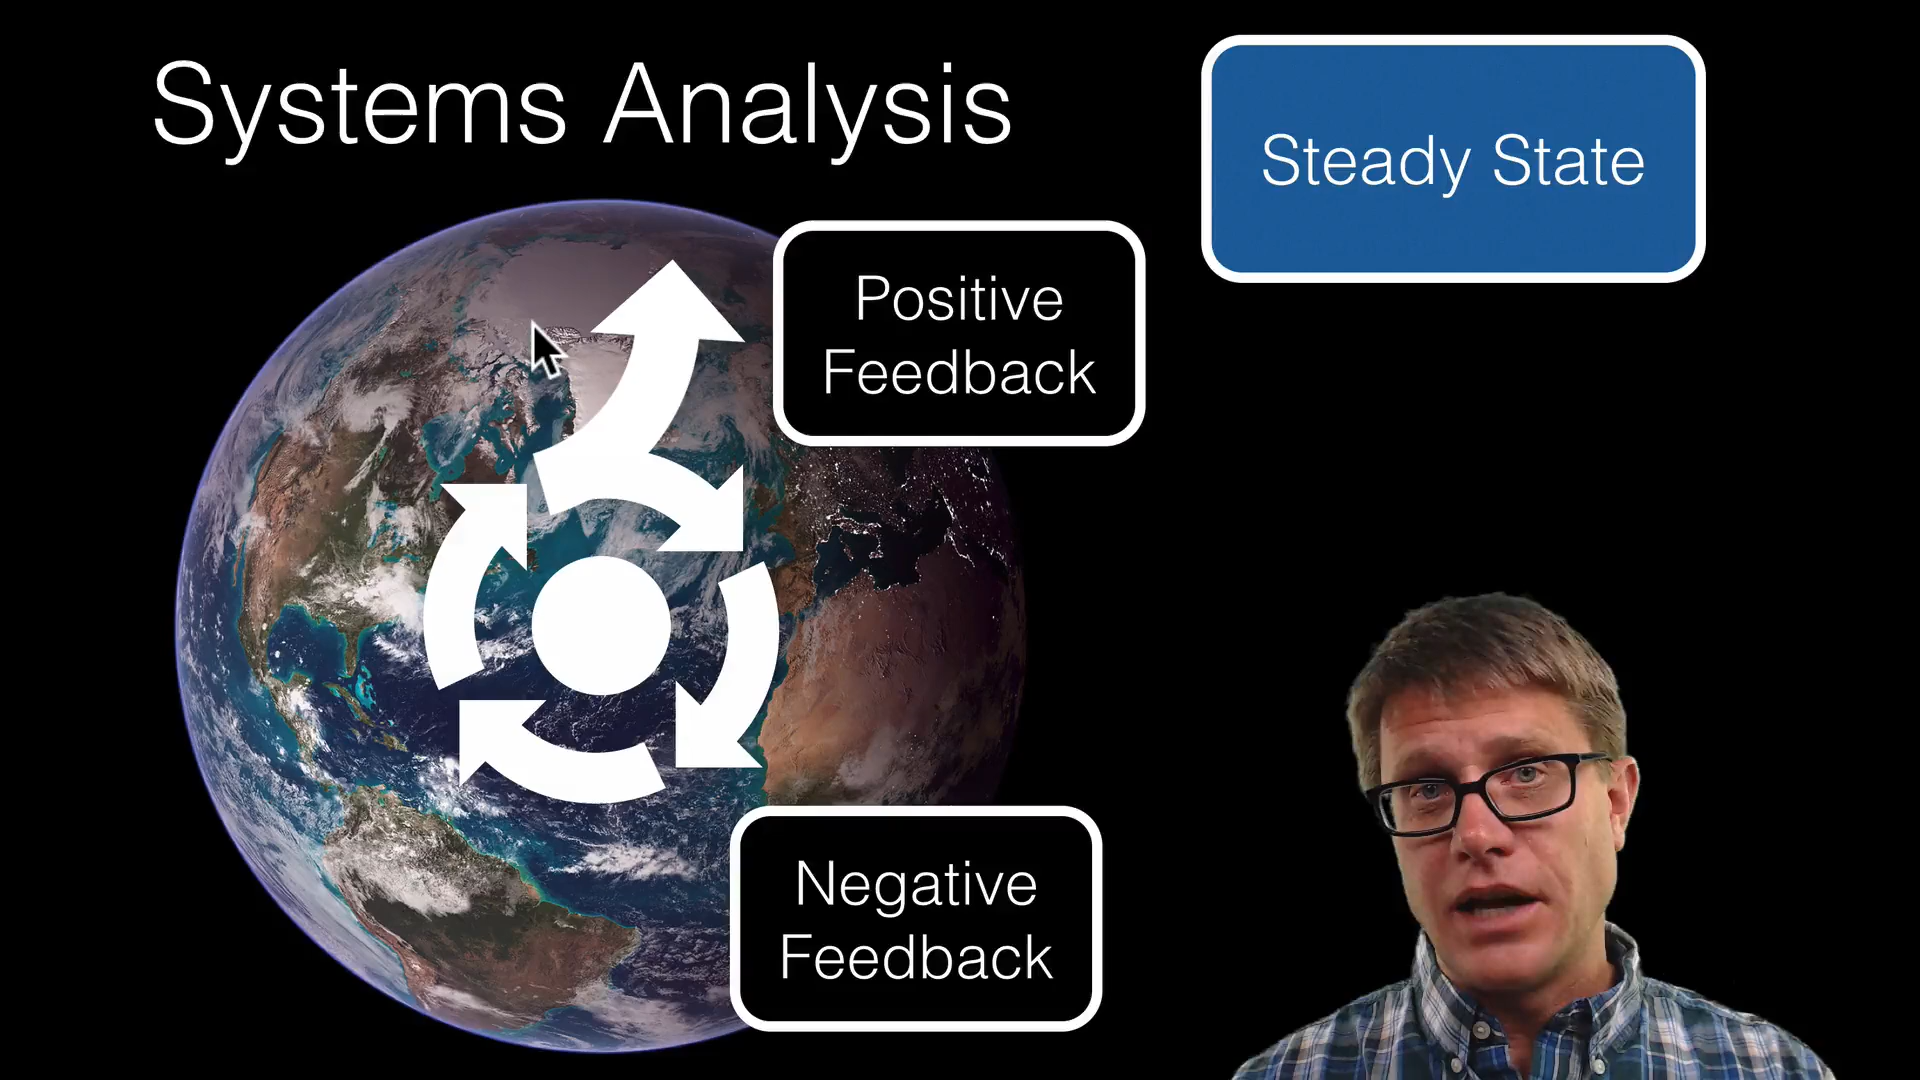 Systems Analysis
Steady State
Positive
Feedback
Negative
Feedback